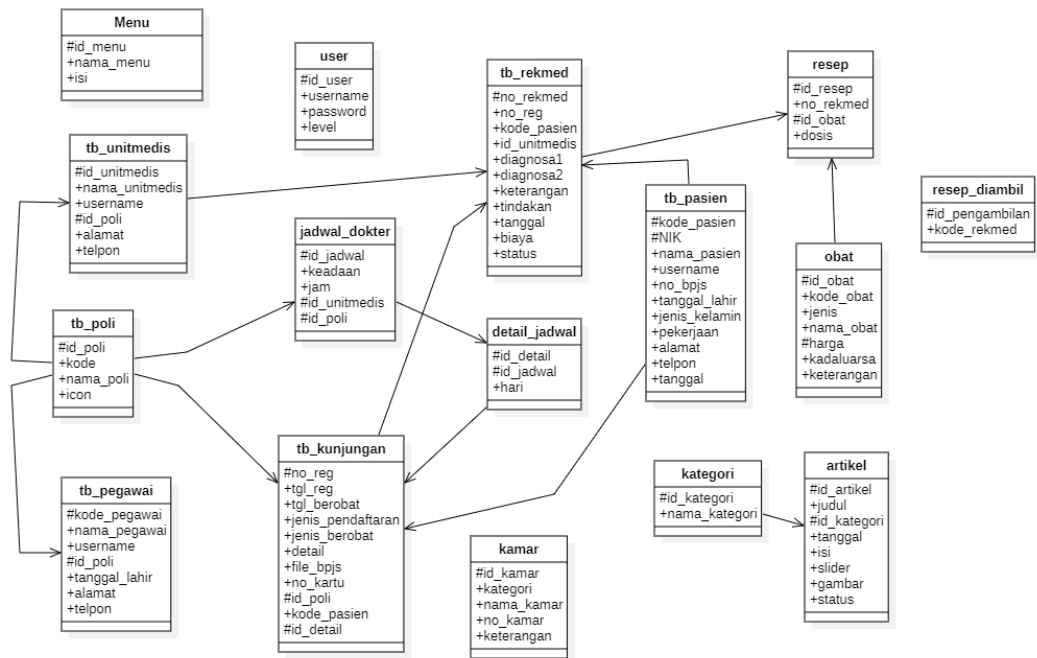 Menu
#id_menu
+nama_menu
+isi
user
#id_user
+username
+password
+level
tb_rekmed
#no_rekmed
+no_reg
+kode_pasien
+id_unitmedis
+diagnosa1
+diagnosa2
+keterangan
+tindakan
+tanggal
+biaya
+status
resep
#id_resep
+no_rekmed
#id_obat
+dosis
tb_unitmedis
#id_unitmedis
+nama_unitmedis
+username
#id_poli
+alamat
+telpon
jadwal_dokter
#id_jadwal
+keadaan
+jam
#id_unitmedis
#id_poli
tb_pasien
#kode_pasien
#NIK
+nama_pasien
+username
+no_bpjs
+tanggal_lahir
+jenis_kelamin
+pekerjaan
+alamat
+telpon
+tanggal
resep_diambil
#id_pengambilan
+kode_rekmed
obat
#id_obat
+kode_obat
+jenis
+nama_obat
#harga
+kadaluarsa
+keterangan
tb_poli
#id_poli
+kode
+nama_poli
+icon
detail_jadwal
#id_detail
#id_jadwal
+hari
tb_kunjungan
#no_reg
+tgl_reg
+tgl_berobat
+jenis_pendaftaran
+jenis_berobat
+detail
+file_bpjs
+no_kartu
#id_poli
+kode_pasien
#id_detail
tb_pegawai
#kode_pegawai
+nama_pegawai
+username
#id_poli
+tanggal_lahir
+alamat
+telpon
kategori
#id_kategori
+nama_kategori
artikel
#id_artikel
+judul
#id_kategori
+tanggal
+isi
+slider
+gambar
+status
kamar
#id_kamar
+kategori
+nama_kamar
+no_kamar
+keterangan